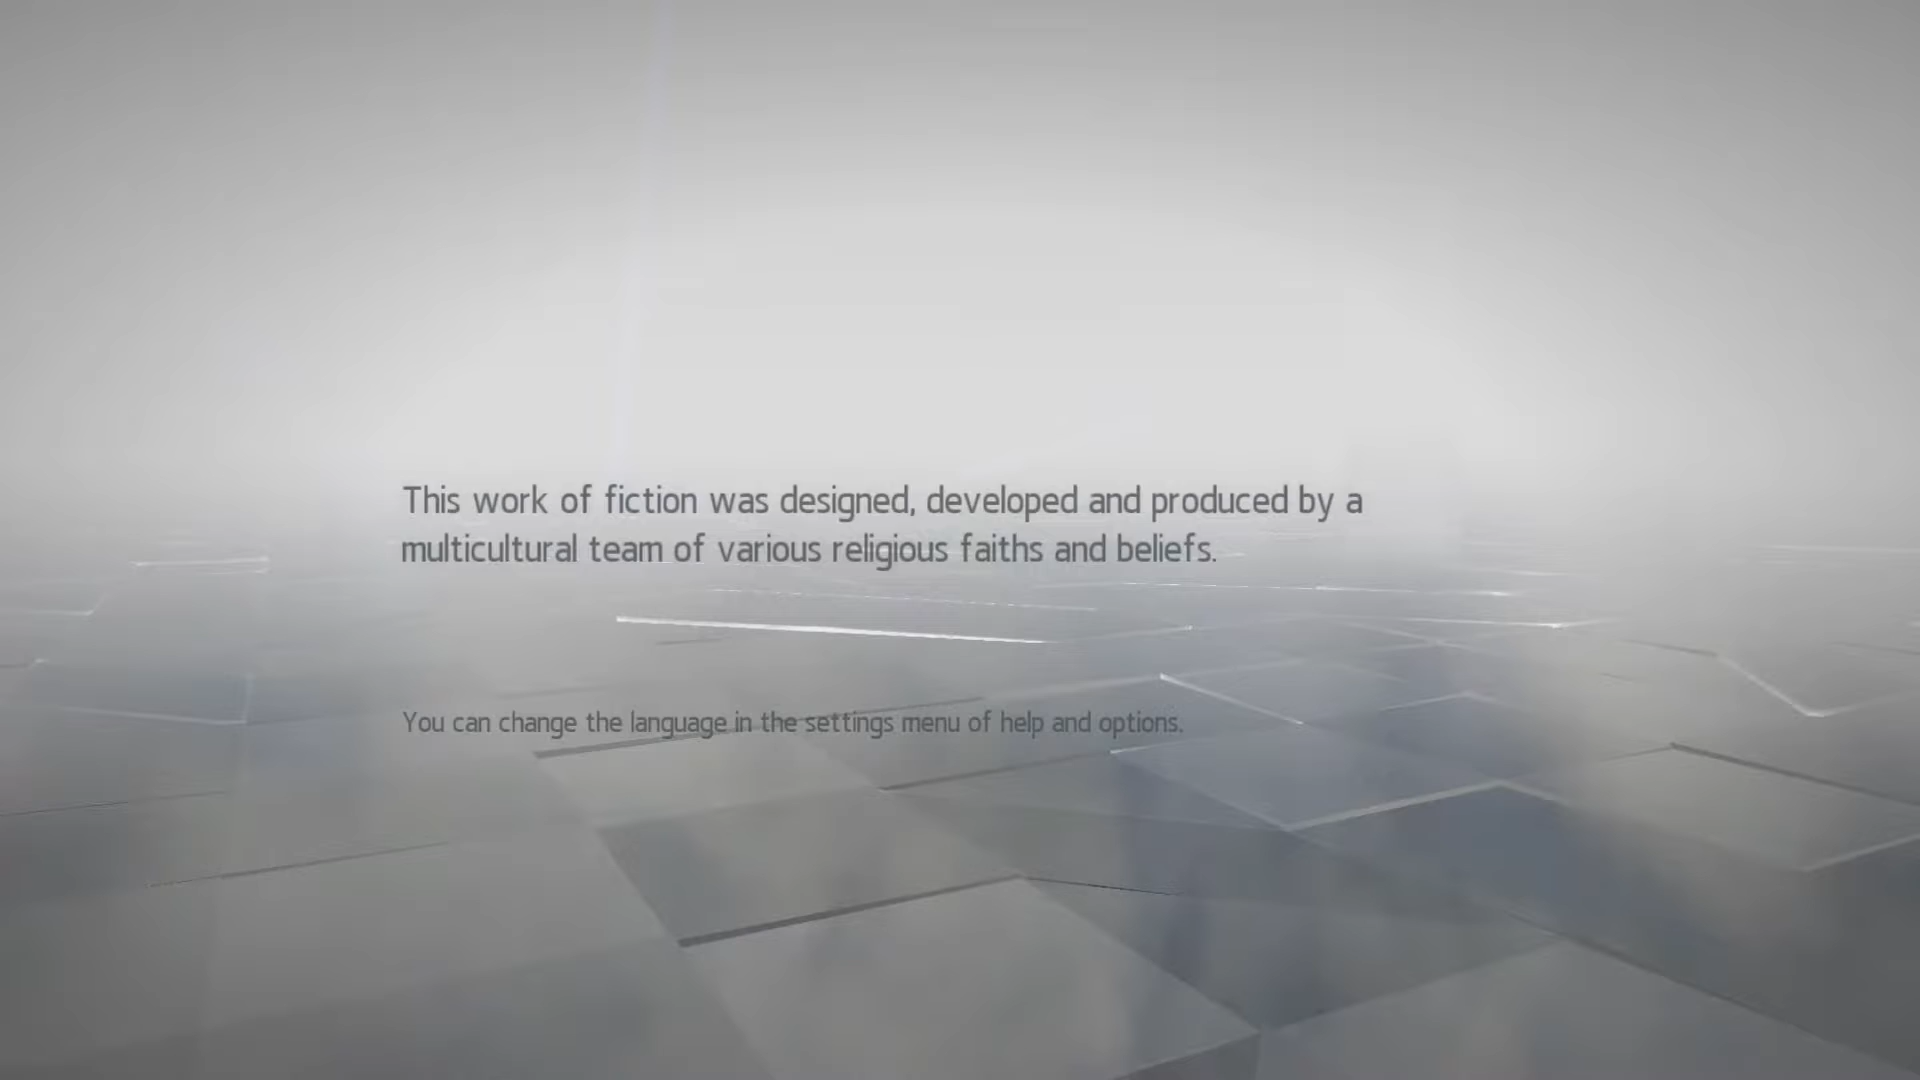 This work of fiction was designed, developed and produced by a
multicultural team of various religious faiths and beliefs.
You can change the language in the settings menu of help and options.